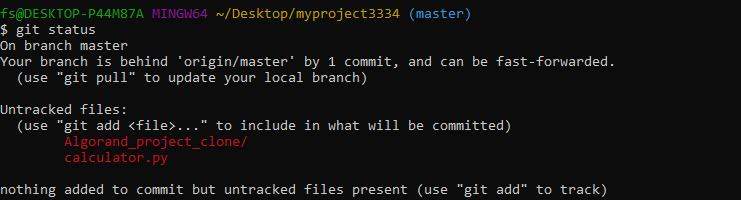 fs@DESKTOP-P44M87A MINGW64 ~/Desktop/myproject3334 (master)
$ git status
On branch master
Your branch is behind 'origin/master' by 1 commit, and can be fast-forwarded.
  (use "git pull" to update your local branch)

Untracked files:
  (use "git add <file>..." to include in what will be committed)
        Algorand_project_clone/
        calculator.py

nothing added to commit but untracked files present (use "git add" to track)